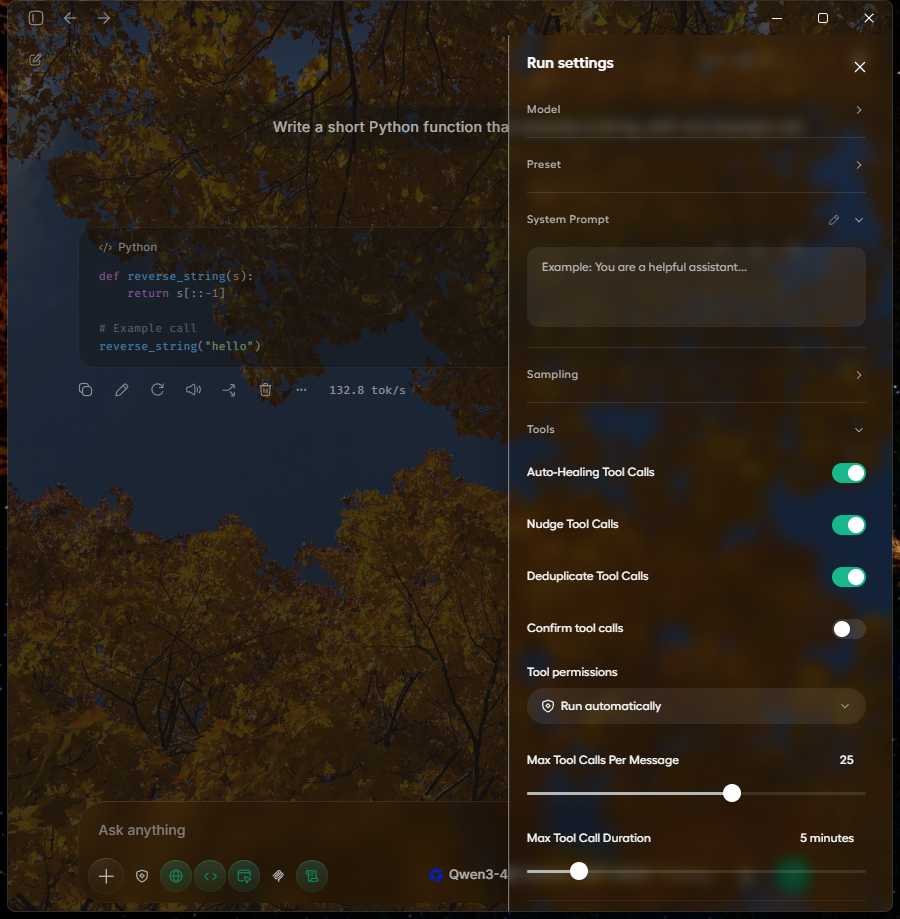 Run settings
Model
Write a short Python function tha
Preset
System Prompt
Python
Example: You are a helpful assistant...
def reverse_string(s):
    return s[::-1]
# Example call
reverse_string("hello")
Sampling
132.8 tok/s
Tools
Auto-Healing Tool Calls
Nudge Tool Calls
Deduplicate Tool Calls
Confirm tool calls
Tool permissions
Run automatically
Max Tool Calls Per Message 25
Ask anything
Max Tool Call Duration 5 minutes
Qwen3-4